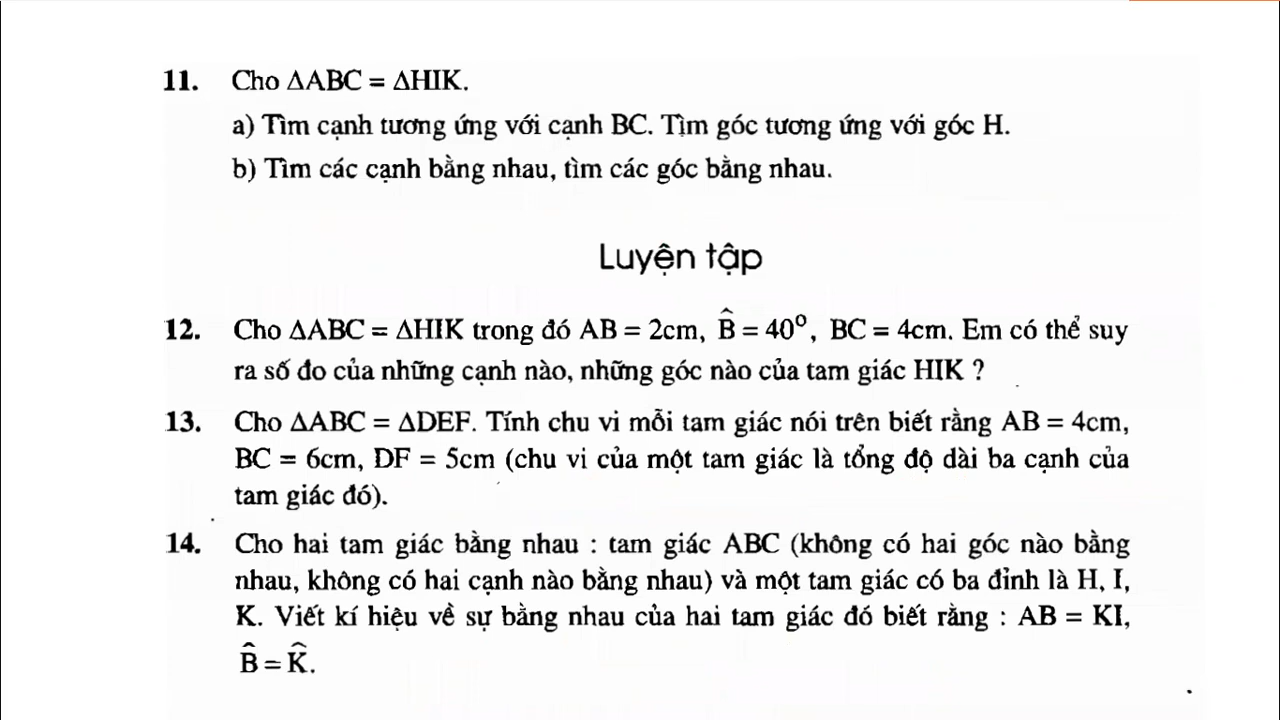 11. Cho ΔABC = ΔHIK.
a) Tìm cạnh tương ứng với cạnh BC. Tìm góc tương ứng với góc H.
b) Tìm các cạnh bằng nhau, tìm các góc bằng nhau.
Luyện tập
12. Cho ΔABC = ΔHIK trong đó AB = 2cm, B̂ = 40⁰, BC = 4cm. Em có thể suy
ra số đo của những cạnh nào, những góc nào của tam giác HIK ?
13. Cho ΔABC = ΔDEF. Tính chu vi mỗi tam giác nói trên biết rằng AB = 4cm,
BC = 6cm, DF = 5cm (chu vi của một tam giác là tổng độ dài ba cạnh của
tam giác đó).
14. Cho hai tam giác bằng nhau : tam giác ABC (không có hai góc nào bằng
nhau, không có hai cạnh nào bằng nhau) và một tam giác có ba đỉnh là H, I,
K. Viết kí hiệu về sự bằng nhau của hai tam giác đó biết rằng : AB = KI,
B̂ = K̂.